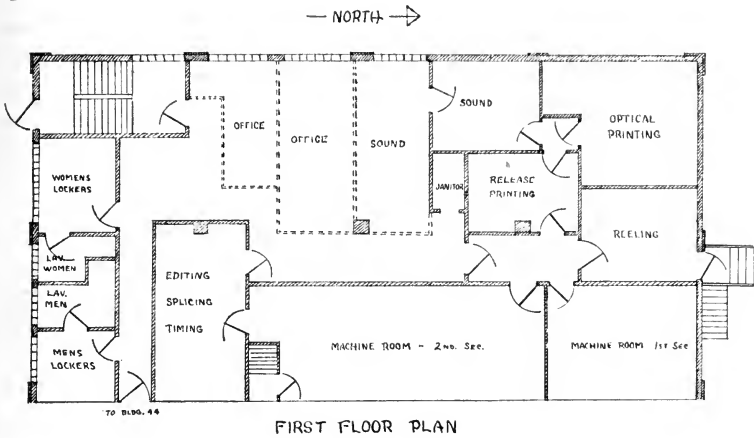 — NORTH →
OFFICE
OFFICE
SOUND
SOUND
OPTICAL
PRINTING
WOMENS
LOCKERS
JANITOR
RELEASE
PRINTING
REELING
LAV.
WOMEN
LAV.
MEN
EDITING
SPLICING
TIMING
MENS
LOCKERS
MACHINE ROOM - 2ND. SEC.
MACHINE ROOM 1ST SEC
TO BLDG. 44
FIRST FLOOR PLAN